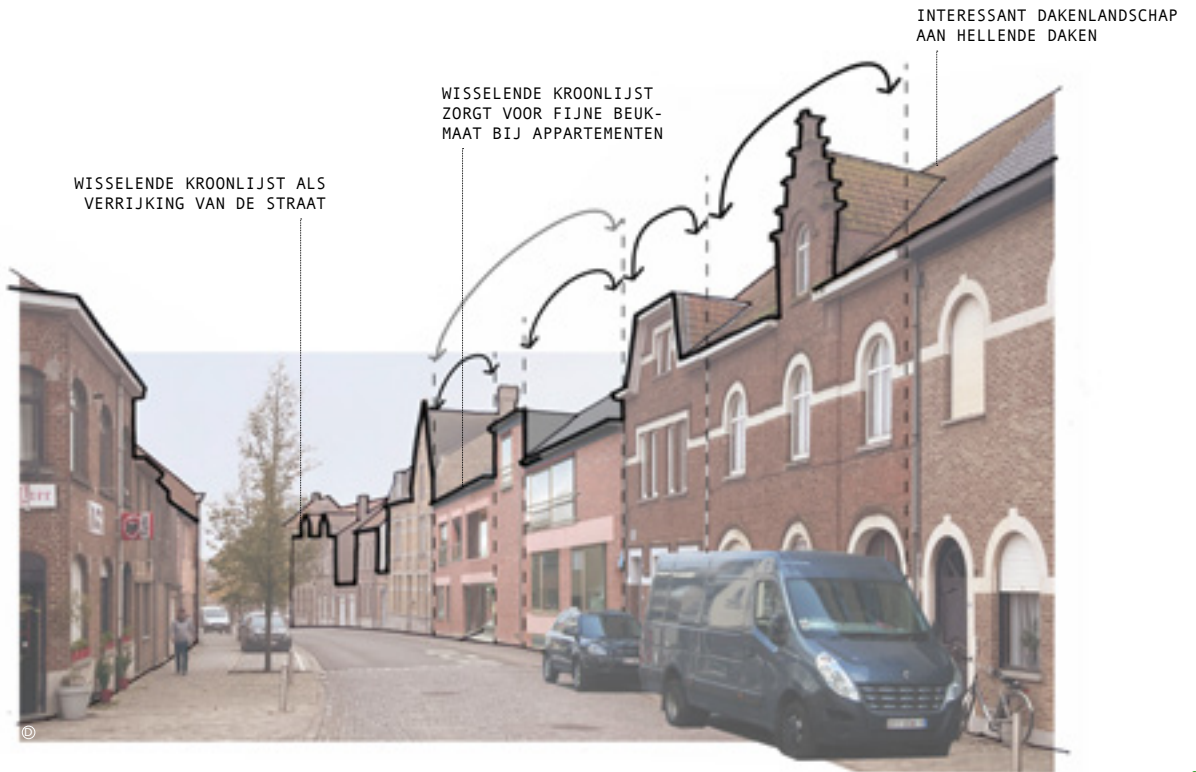 INTERESSANT DAKENLANDSCHAP
AAN HELLENDE DAKEN
WISSELENDE KROONLIJST
ZORGT VOOR FIJNE BEUK-
MAAT BIJ APPARTEMENTEN
WISSELENDE KROONLIJST ALS
VERRIJKING VAN DE STRAAT
©